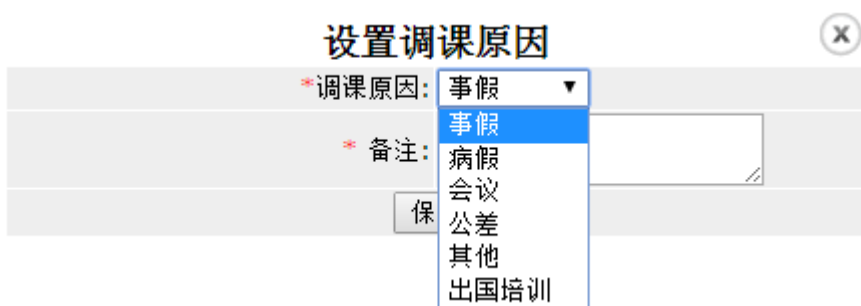 设置调课原因
*调课原因: 事假
事假
* 备注:
病假
会议
保
公差
其他
出国培训